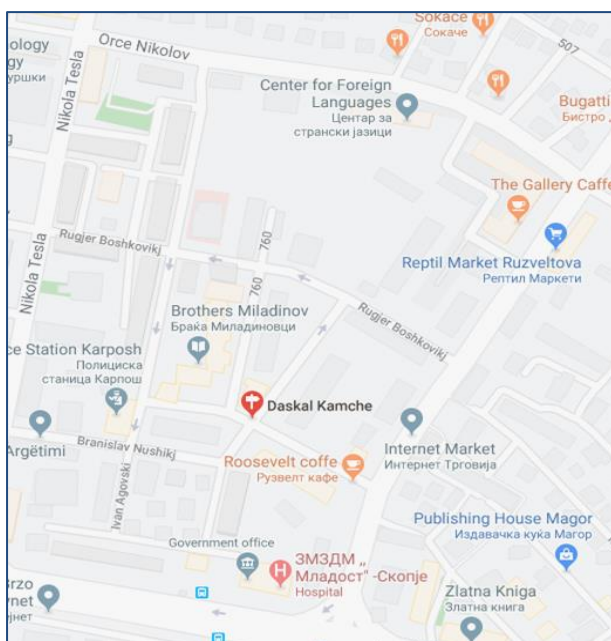 Sokace
Сокаче
Orce Nikolov
507
ology
gy
уршки
Nikola Tesla
Center for Foreign
Languages
Центар за
странски јазици
Bugatti
Бистро
The Gallery Caffe
760
Rugjer Boshkovikj
Reptil Market Ruzveltova
Рептил Маркети
Nikola Tesla
760
Brothers Miladinov
Браќа Миладиновци
Rugjer Boshkovikj
ce Station Karposh
Полициска
станица Карпош
Daskal Kamche
Argëtimi
Branislav Nushikj
Internet Market
Интернет Трговија
Roosevelt coffe
Рузвелт кафе
Ivan Agovski
Publishing House Magor
Издавачка куќа Магор
Government office
ЗМЗДМ ,,
Младост" -Скопје
Hospital
Brzo
ynet
ејнет
Zlatna Kniga
Златна книга